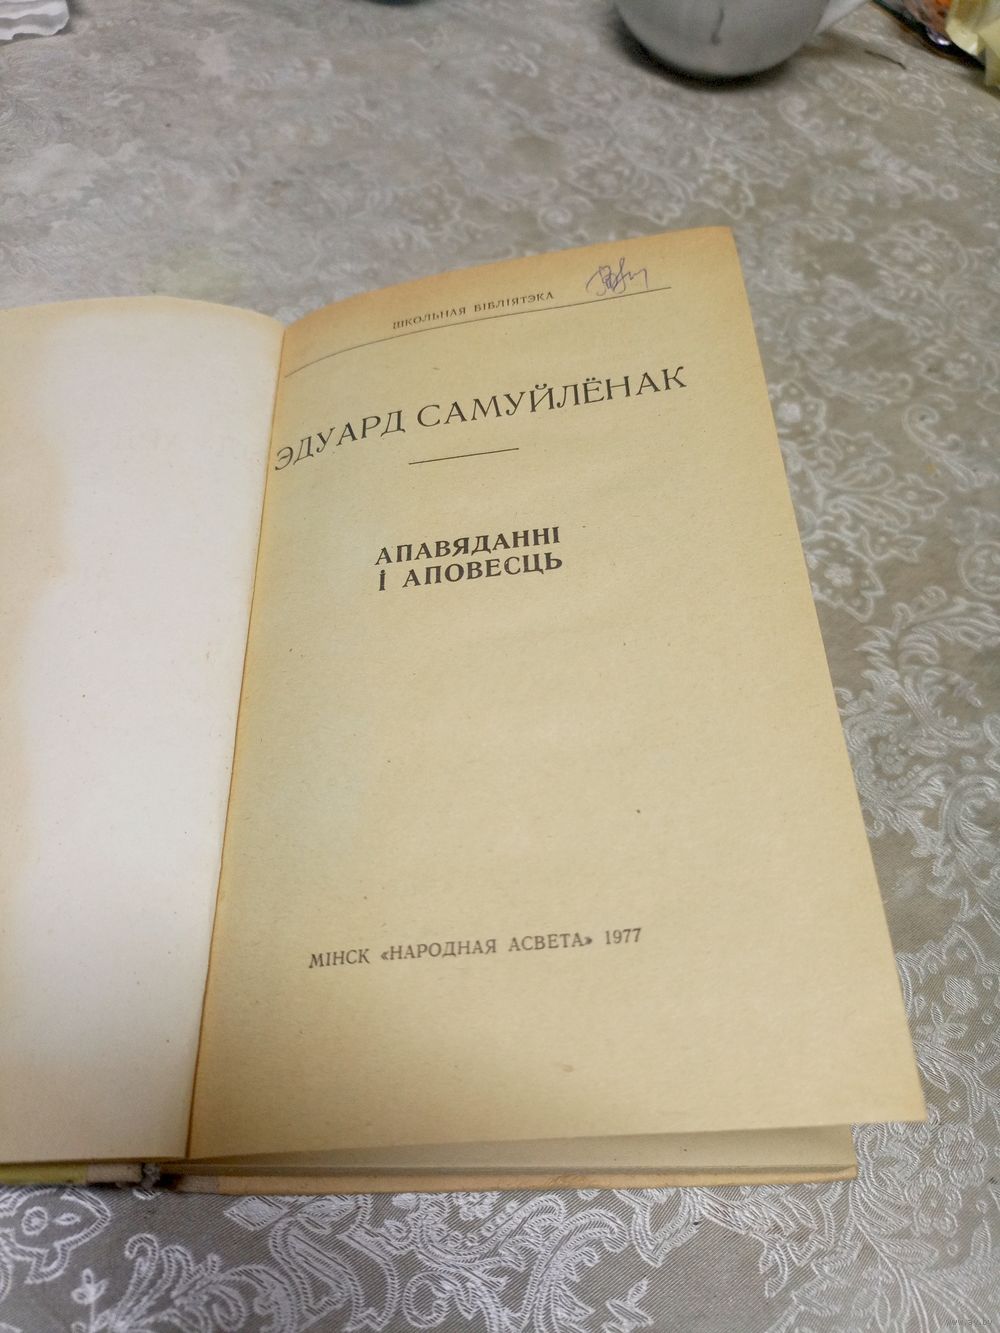 ШКОЛЬНАЯ БІБЛІЯТЭКА
ЭДУАРД САМУЙЛЁНАК
АПАВЯДАННІ
І АПОВЕСЦЬ
МІНСК «НАРОДНАЯ АСВЕТА» 1977